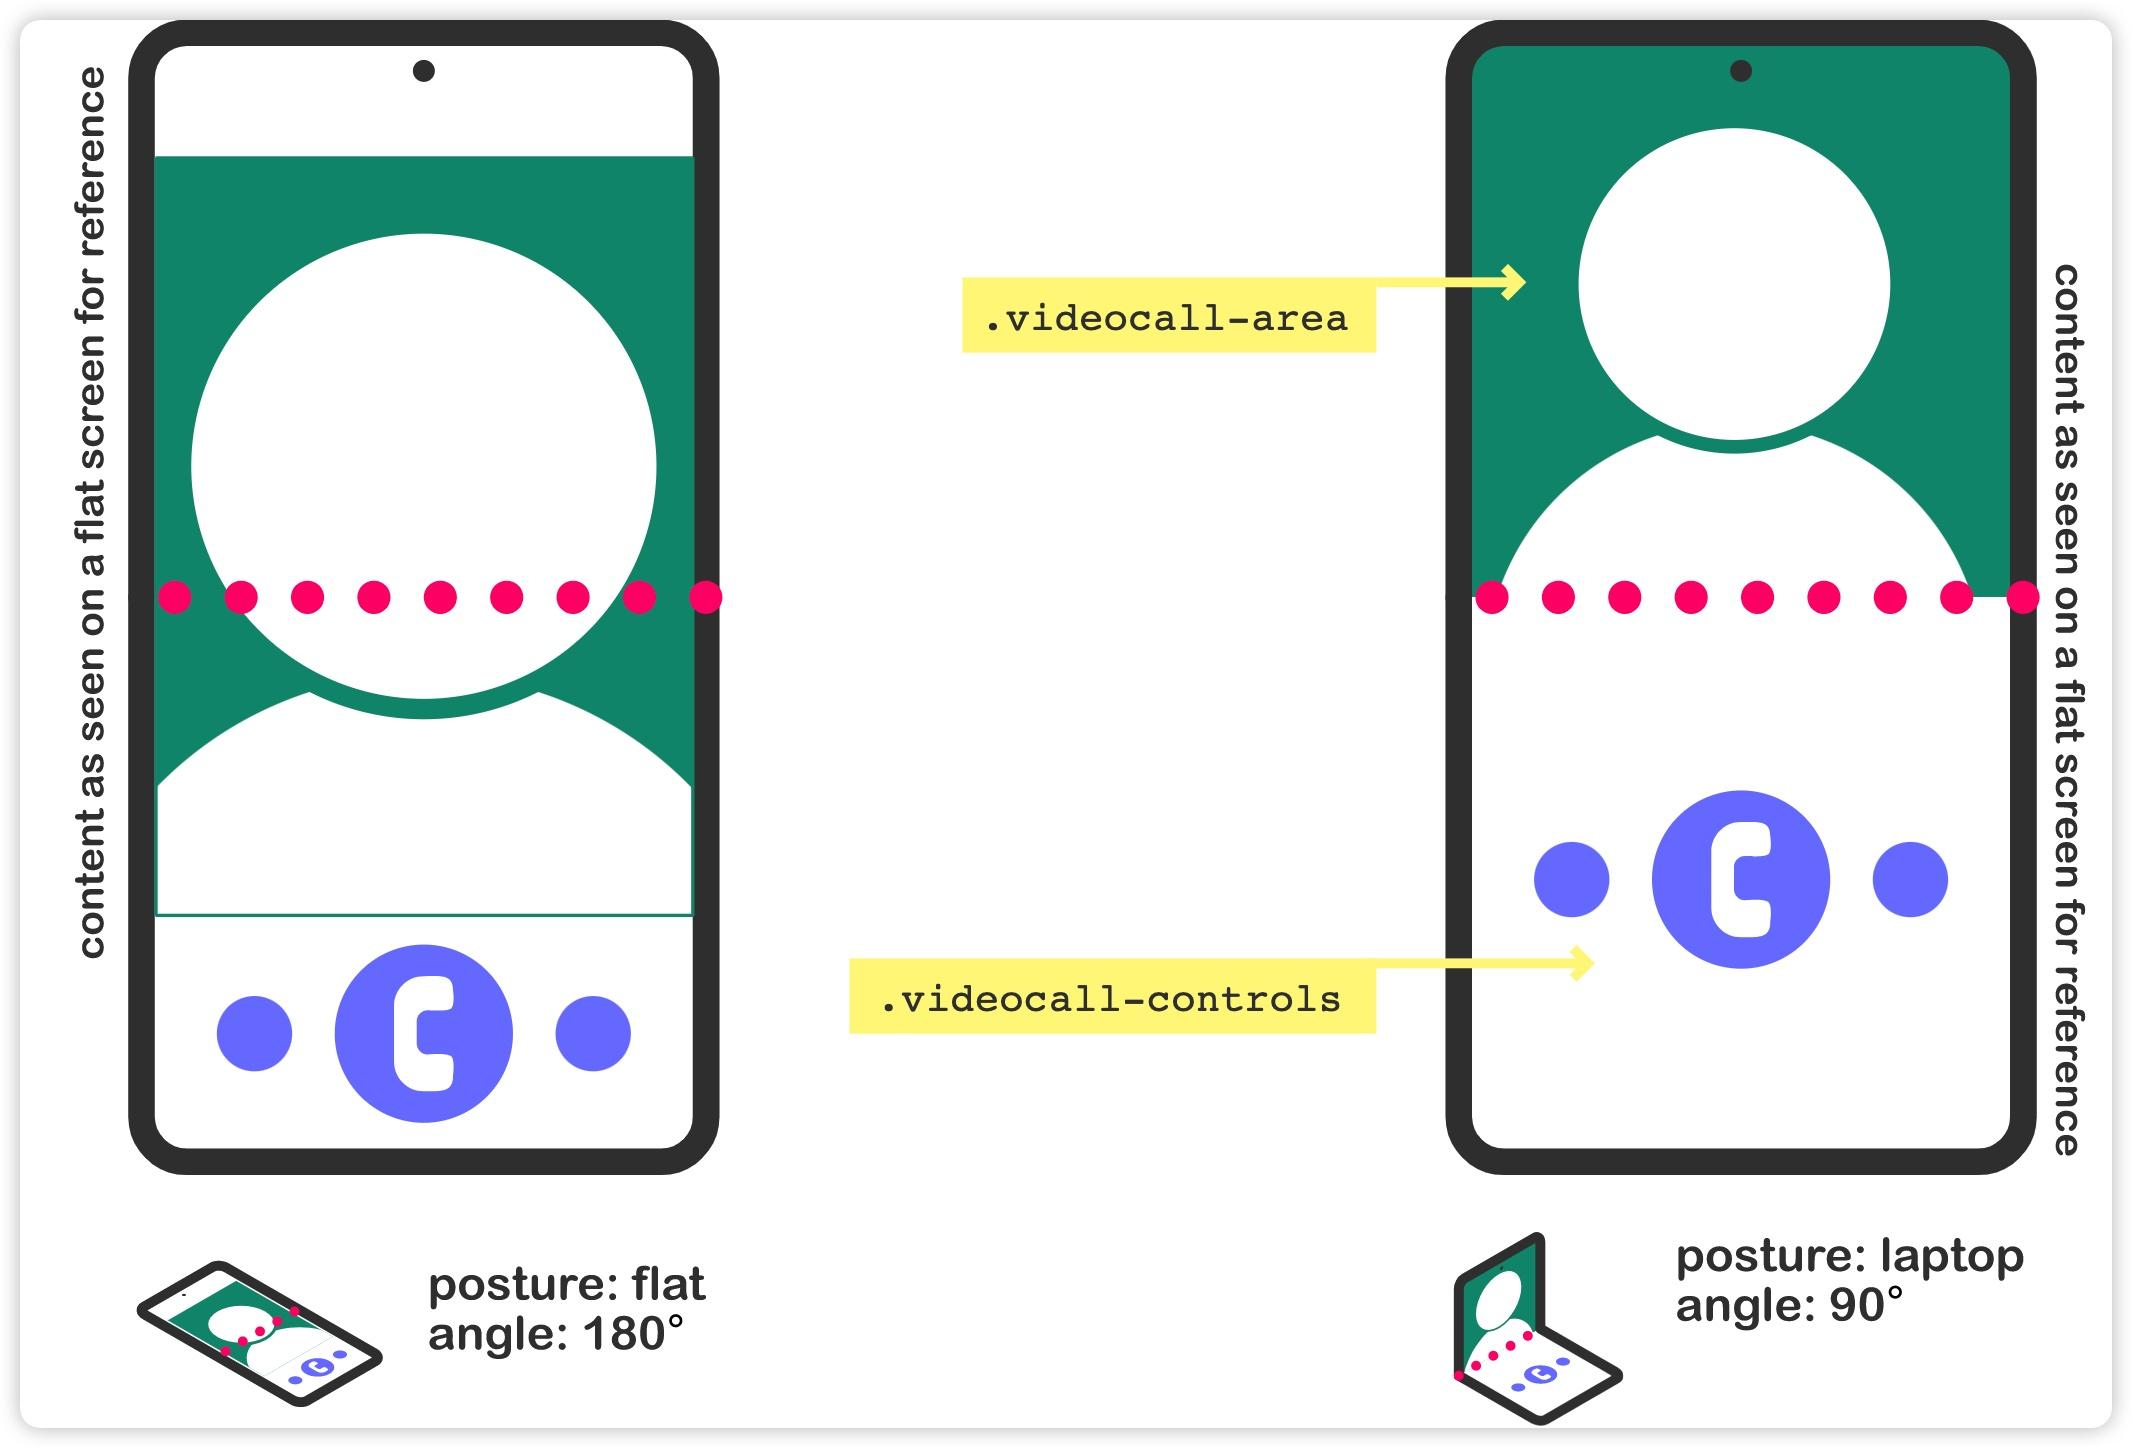 content as seen on a flat screen for reference
.videocall-area
.videocall-controls
content as seen on a flat screen for reference
posture: flat
angle: 180°
posture: laptop
angle: 90°